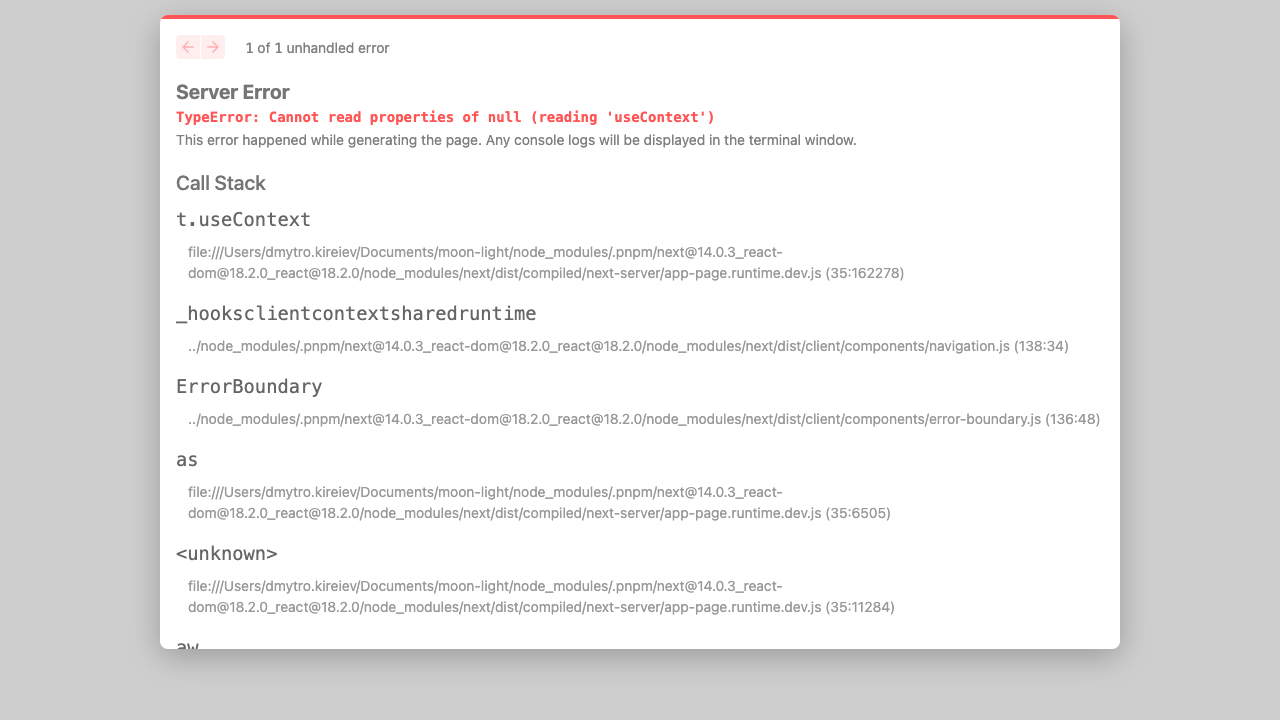 1 of 1 unhandled error
Server Error
TypeError: Cannot read properties of null (reading 'useContext')
This error happened while generating the page. Any console logs will be displayed in the terminal window.
Call Stack
t.useContext
file:///Users/dmytro.kireiev/Documents/moon-light/node_modules/.pnpm/next@14.0.3_react-
dom@18.2.0_react@18.2.0/node_modules/next/dist/compiled/next-server/app-page.runtime.dev.js (35:162278)
_hooksclientcontextsharedruntime
../node_modules/.pnpm/next@14.0.3_react-dom@18.2.0_react@18.2.0/node_modules/next/dist/client/components/navigation.js (138:34)
ErrorBoundary
../node_modules/.pnpm/next@14.0.3_react-dom@18.2.0_react@18.2.0/node_modules/next/dist/client/components/error-boundary.js (136:48)
as
file:///Users/dmytro.kireiev/Documents/moon-light/node_modules/.pnpm/next@14.0.3_react-
dom@18.2.0_react@18.2.0/node_modules/next/dist/compiled/next-server/app-page.runtime.dev.js (35:6505)
<unknown>
file:///Users/dmytro.kireiev/Documents/moon-light/node_modules/.pnpm/next@14.0.3_react-
dom@18.2.0_react@18.2.0/node_modules/next/dist/compiled/next-server/app-page.runtime.dev.js (35:11284)
aw